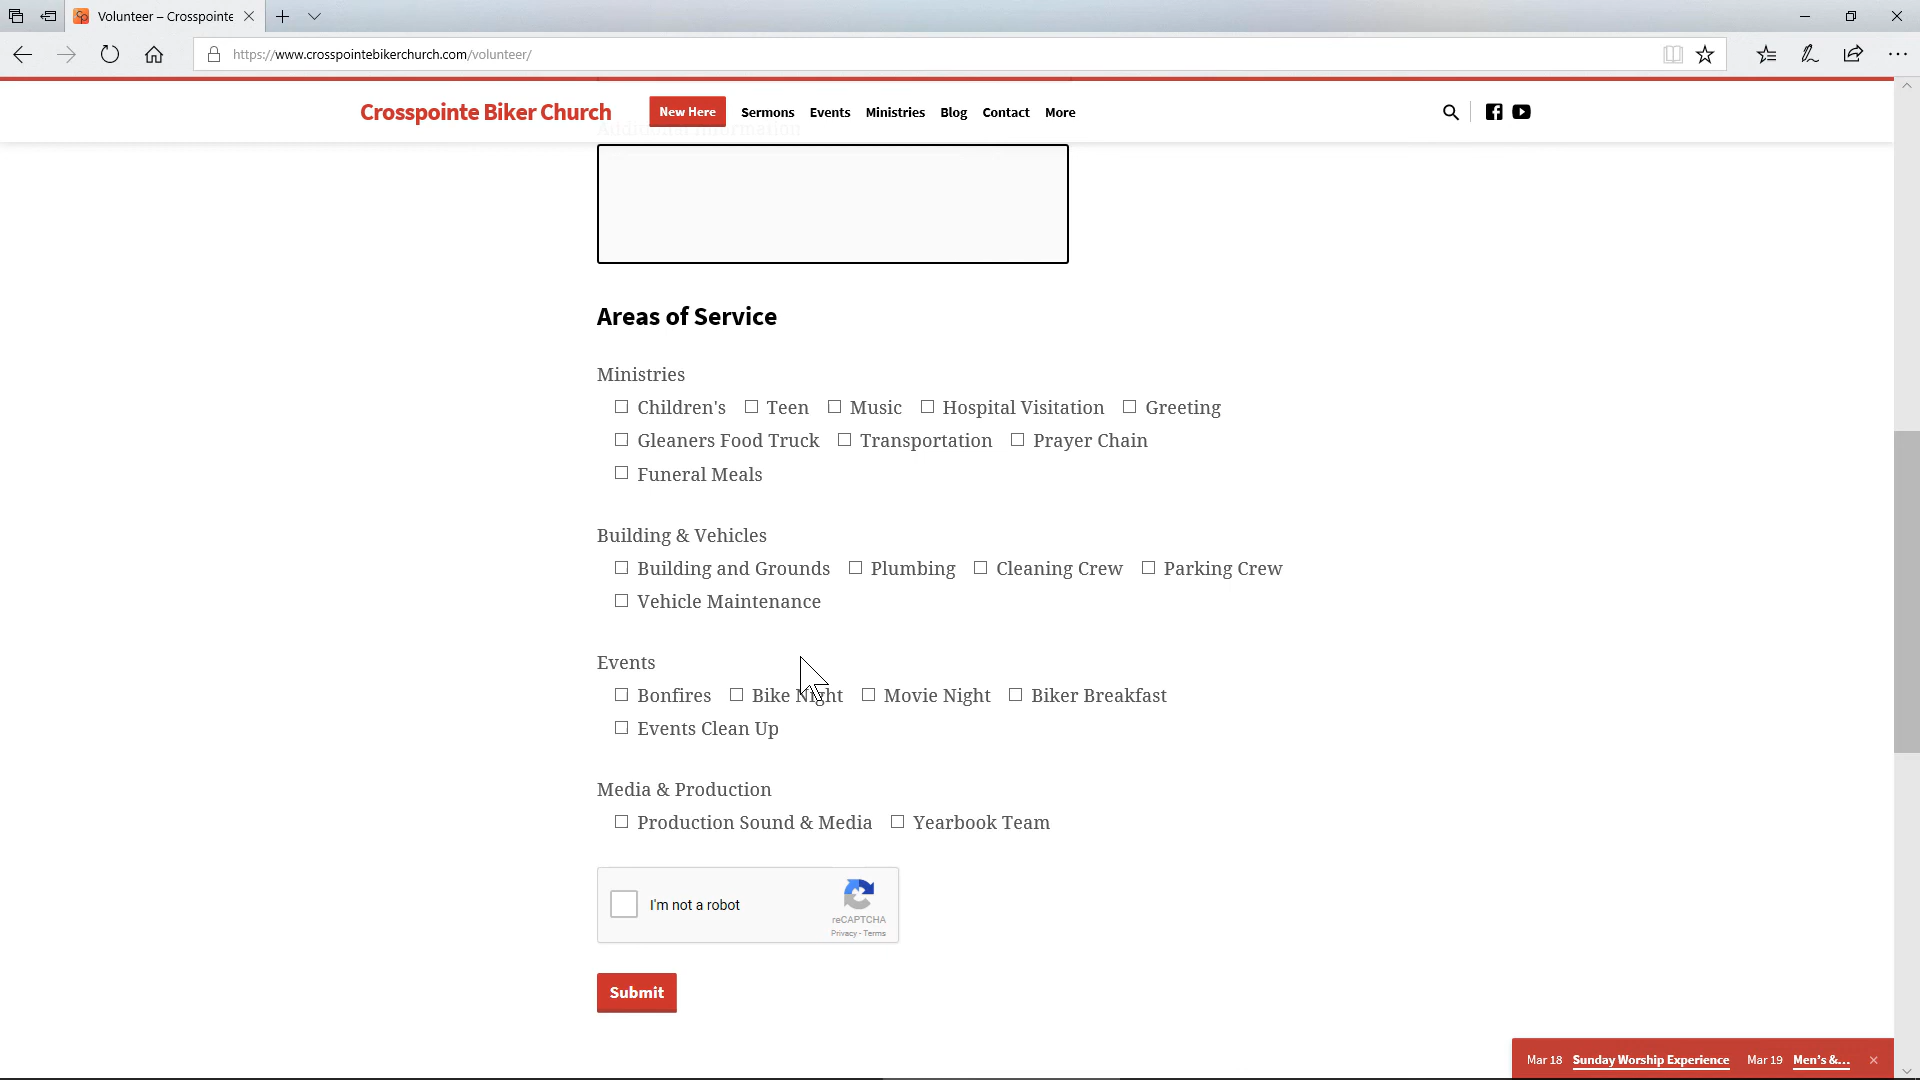 Volunteer – Crosspointe
https://www.crosspointebikerchurch.com/volunteer/
Crosspointe Biker Church New Here Sermons Events Ministries Blog Contact More
Additional Information
Areas of Service
Ministries
Children's Teen Music Hospital Visitation Greeting
Gleaners Food Truck Transportation Prayer Chain
Funeral Meals
Building & Vehicles
Building and Grounds Plumbing Cleaning Crew Parking Crew
Vehicle Maintenance
Events
Bonfires Bike Night Movie Night Biker Breakfast
Events Clean Up
Media & Production
Production Sound & Media Yearbook Team
I'm not a robot
reCAPTCHA
Privacy - Terms
Submit
Mar 18 Sunday Worship Experience Mar 19 Men's &...